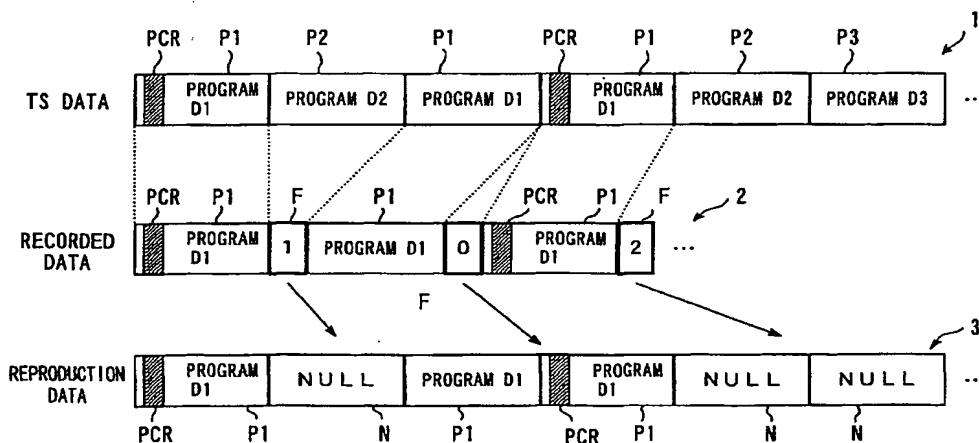 PCR P1 P2 P1 PCR P1 P2 P3 1
TS DATA PROGRAM D1 PROGRAM D2 PROGRAM D1 PROGRAM D1 PROGRAM D2 PROGRAM D3 ...
PCR P1 F P1 PCR P1 F 2
RECORDED DATA PROGRAM D1 1 PROGRAM D1 0 PROGRAM D1 2 ...
F
3
REPRODUCTION DATA PROGRAM D1 NULL PROGRAM D1 PROGRAM D1 NULL NULL ...
PCR P1 N P1 PCR P1 N N